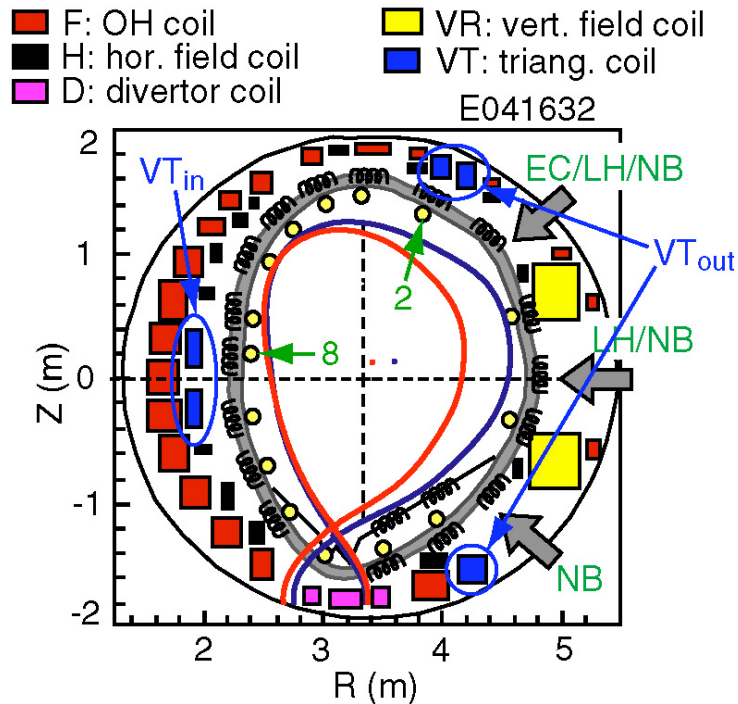 F: OH coil
H: hor. field coil
D: divertor coil
VR: vert. field coil
VT: triang. coil
E041632
VTin
EC/LH/NB
VTout
2
8
LH/NB
NB
2
1
0
-1
-2
Z (m)
2
3
4
5
R (m)